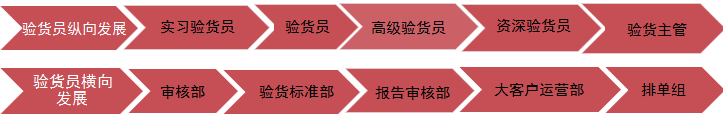 验货员纵向发展
实习验货员
验货员
高级验货员
资深验货员
验货主管
验货员横向
发展
审核部
验货标准部
报告审核部
大客户运营部
排单组